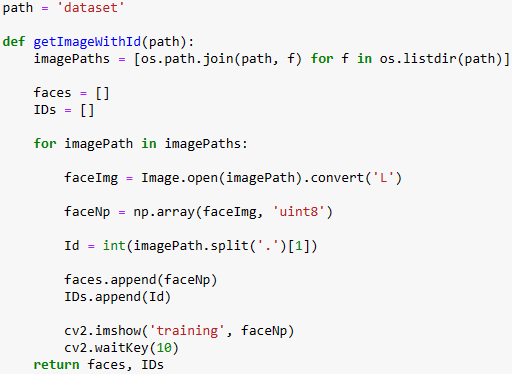 path = 'dataset'
def getImageWithId(path):
    imagePaths = [os.path.join(path, f) for f in os.listdir(path)]
    faces = []
    IDs = []
    for imagePath in imagePaths:
        faceImg = Image.open(imagePath).convert('L')
        faceNp = np.array(faceImg, 'uint8')
        Id = int(imagePath.split('.')[1])
        faces.append(faceNp)
        IDs.append(Id)
        cv2.imshow('training', faceNp)
        cv2.waitKey(10)
    return faces, IDs